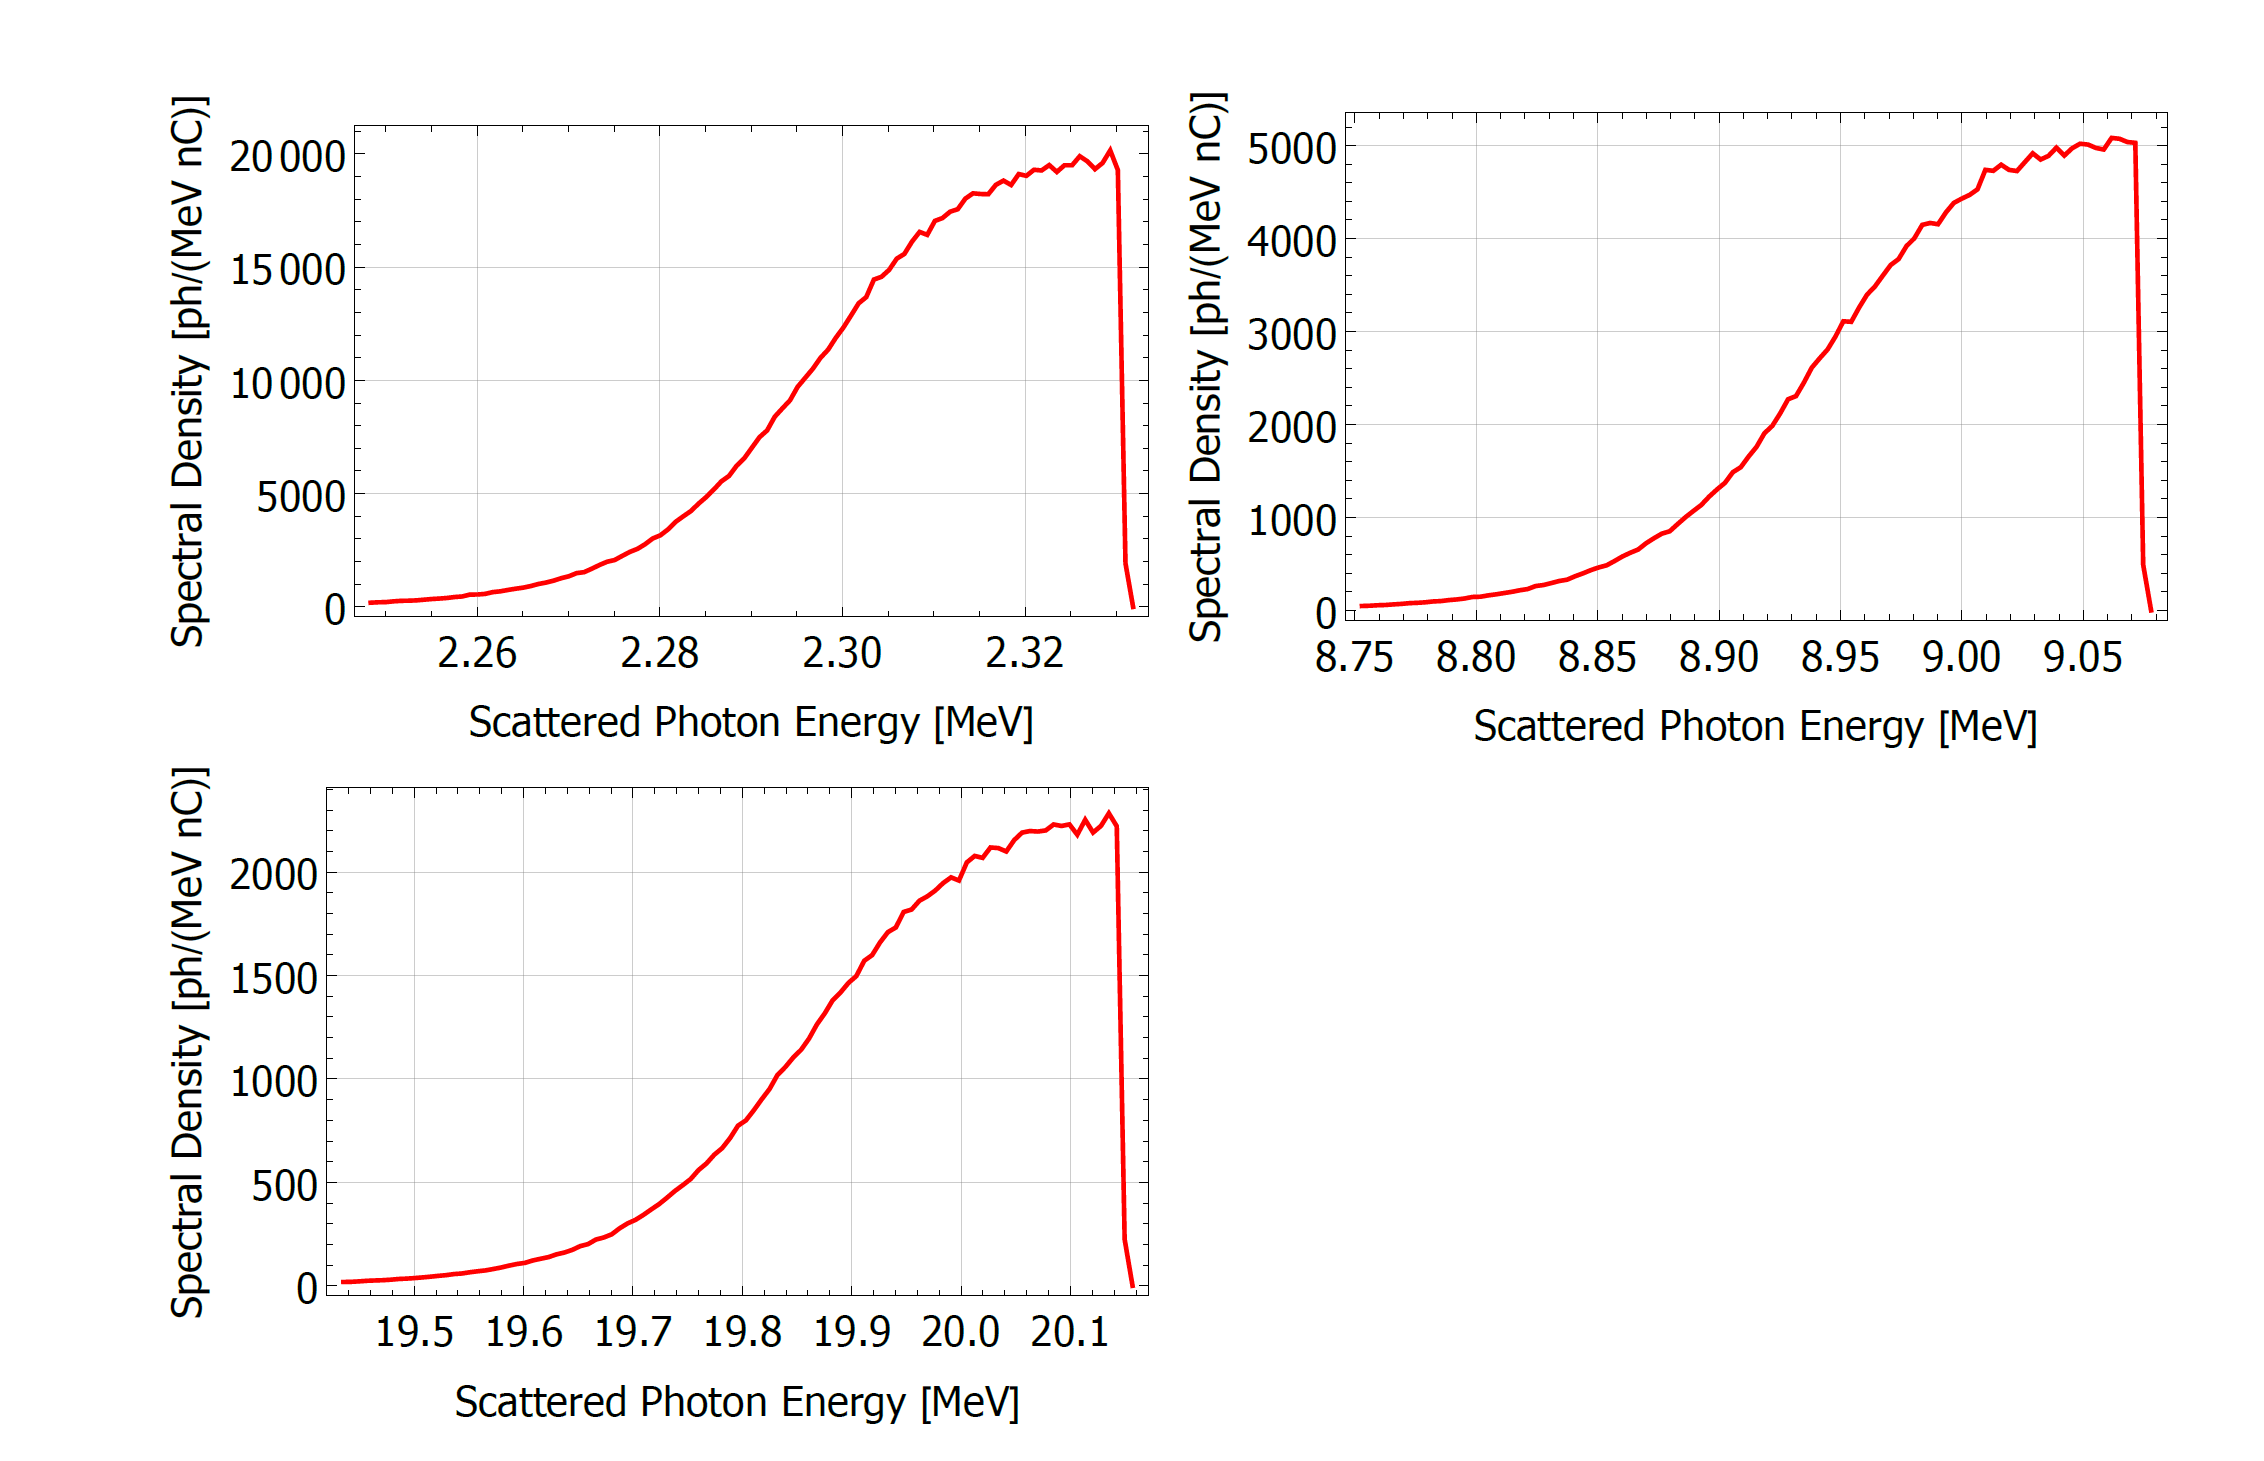 Spectral Density [ph/(MeV nC)]
20 000
15 000
10 000
5000
0
2.26 2.28 2.30 2.32
Scattered Photon Energy [MeV]
Spectral Density [ph/(MeV nC)]
5000
4000
3000
2000
1000
0
8.75 8.80 8.85 8.90 8.95 9.00 9.05
Scattered Photon Energy [MeV]
Spectral Density [ph/(MeV nC)]
2000
1500
1000
500
0
19.5 19.6 19.7 19.8 19.9 20.0 20.1
Scattered Photon Energy [MeV]